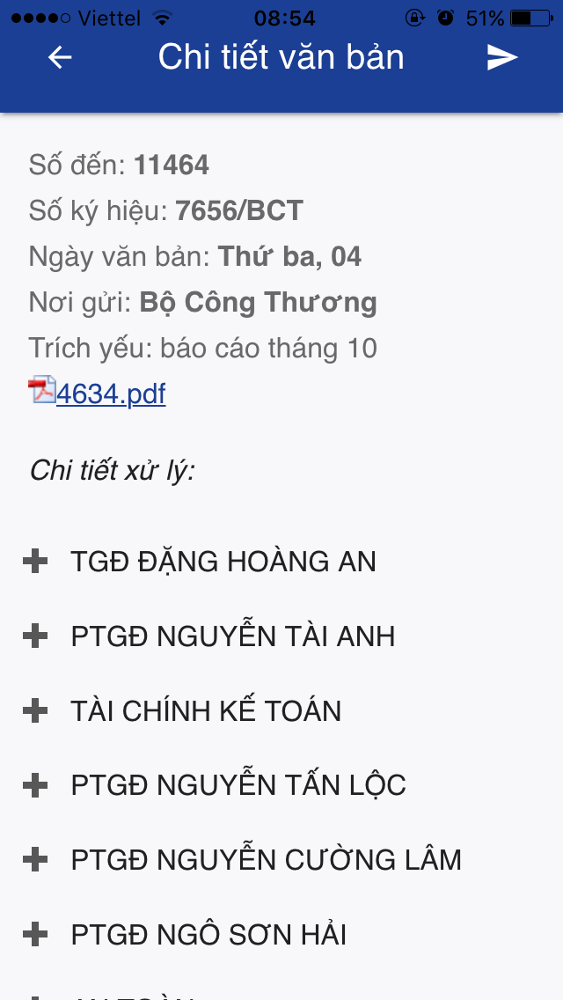 Viettel 08:54 51%
Chi tiết văn bản
Số đến: 11464
Số ký hiệu: 7656/BCT
Ngày văn bản: Thứ ba, 04
Nơi gửi: Bộ Công Thương
Trích yếu: báo cáo tháng 10
4634.pdf
Chi tiết xử lý:
TGĐ ĐẶNG HOÀNG AN
PTGĐ NGUYỄN TÀI ANH
TÀI CHÍNH KẾ TOÁN
PTGĐ NGUYỄN TẤN LỘC
PTGĐ NGUYỄN CƯỜNG LÂM
PTGĐ NGÔ SƠN HẢI
AN TOÀN